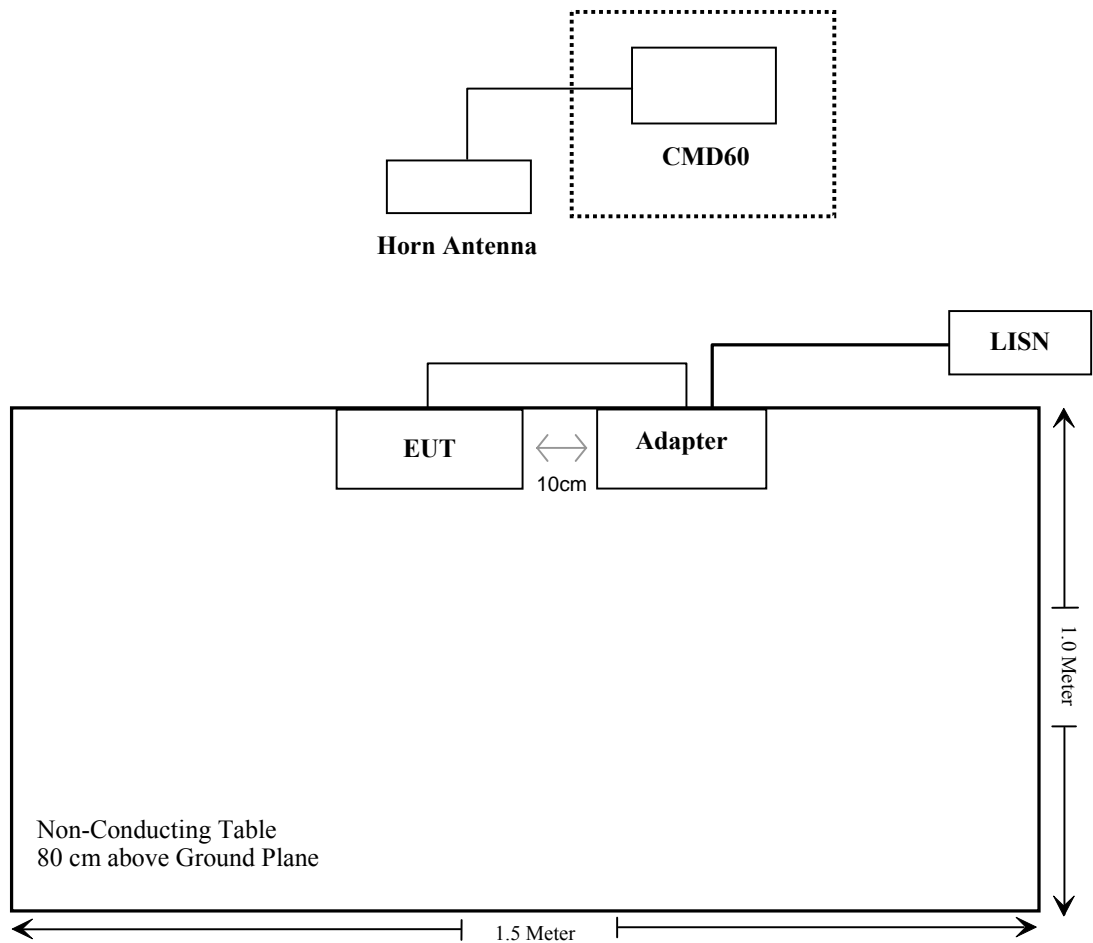 CMD60
Horn Antenna
LISN
EUT
Adapter
10cm
1.0 Meter
Non-Conducting Table
80 cm above Ground Plane
1.5 Meter